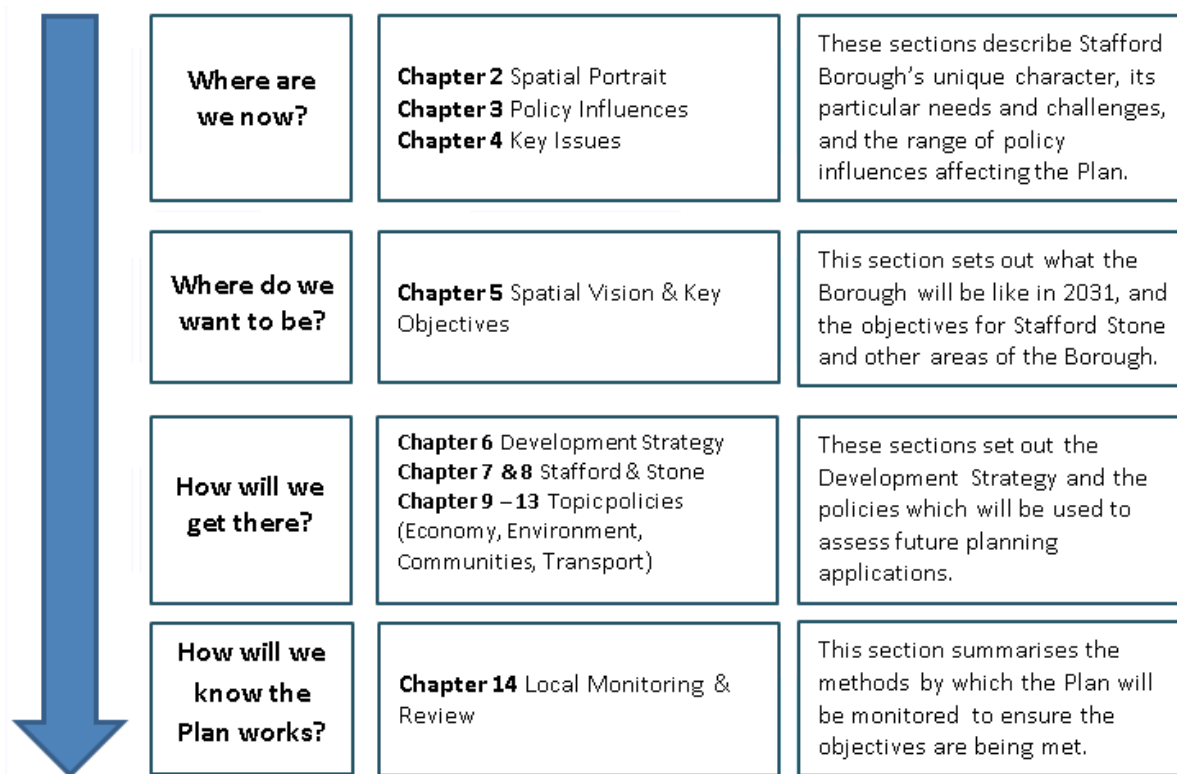 Where are
we now?
Chapter 2 Spatial Portrait
Chapter 3 Policy Influences
Chapter 4 Key Issues
These sections describe Stafford
Borough's unique character, its
particular needs and challenges,
and the range of policy
influences affecting the Plan.
Where do we
want to be?
Chapter 5 Spatial Vision & Key
Objectives
This section sets out what the
Borough will be like in 2031, and
the objectives for Stafford Stone
and other areas of the Borough.
How will we
get there?
Chapter 6 Development Strategy
Chapter 7 & 8 Stafford & Stone
Chapter 9 – 13 Topic policies
(Economy, Environment,
Communities, Transport)
These sections set out the
Development Strategy and the
policies which will be used to
assess future planning
applications.
How will we
know the
Plan works?
Chapter 14 Local Monitoring &
Review
This section summarises the
methods by which the Plan will
be monitored to ensure the
objectives are being met.